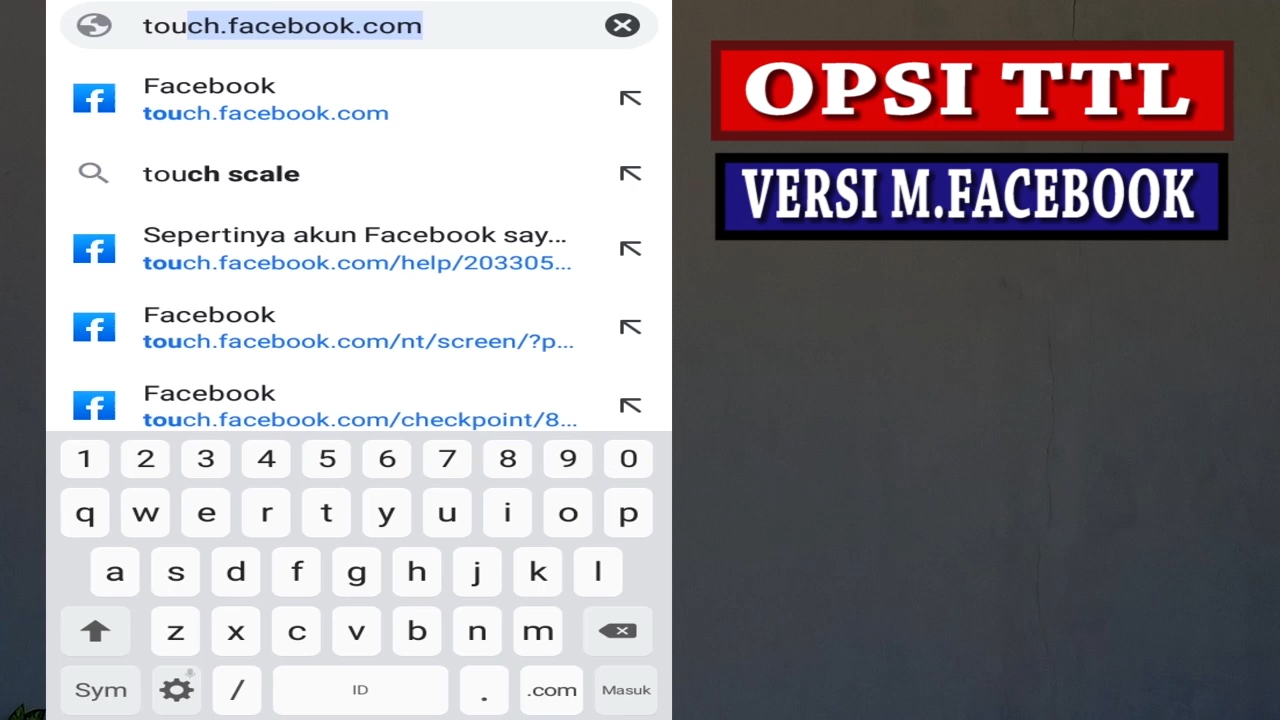 touch.facebook.com
Facebook
touch.facebook.com
touch scale
Sepertinya akun Facebook say...
touch.facebook.com/help/203305...
Facebook
touch.facebook.com/nt/screen/?p...
Facebook
touch.facebook.com/checkpoint/8...
1 2 3 4 5 6 7 8 9 0
q w e r t y u i o p
a s d f g h j k l
z x c v b n m
Sym / ID . .com Masuk
OPSI TTL
VERSI M.FACEBOOK